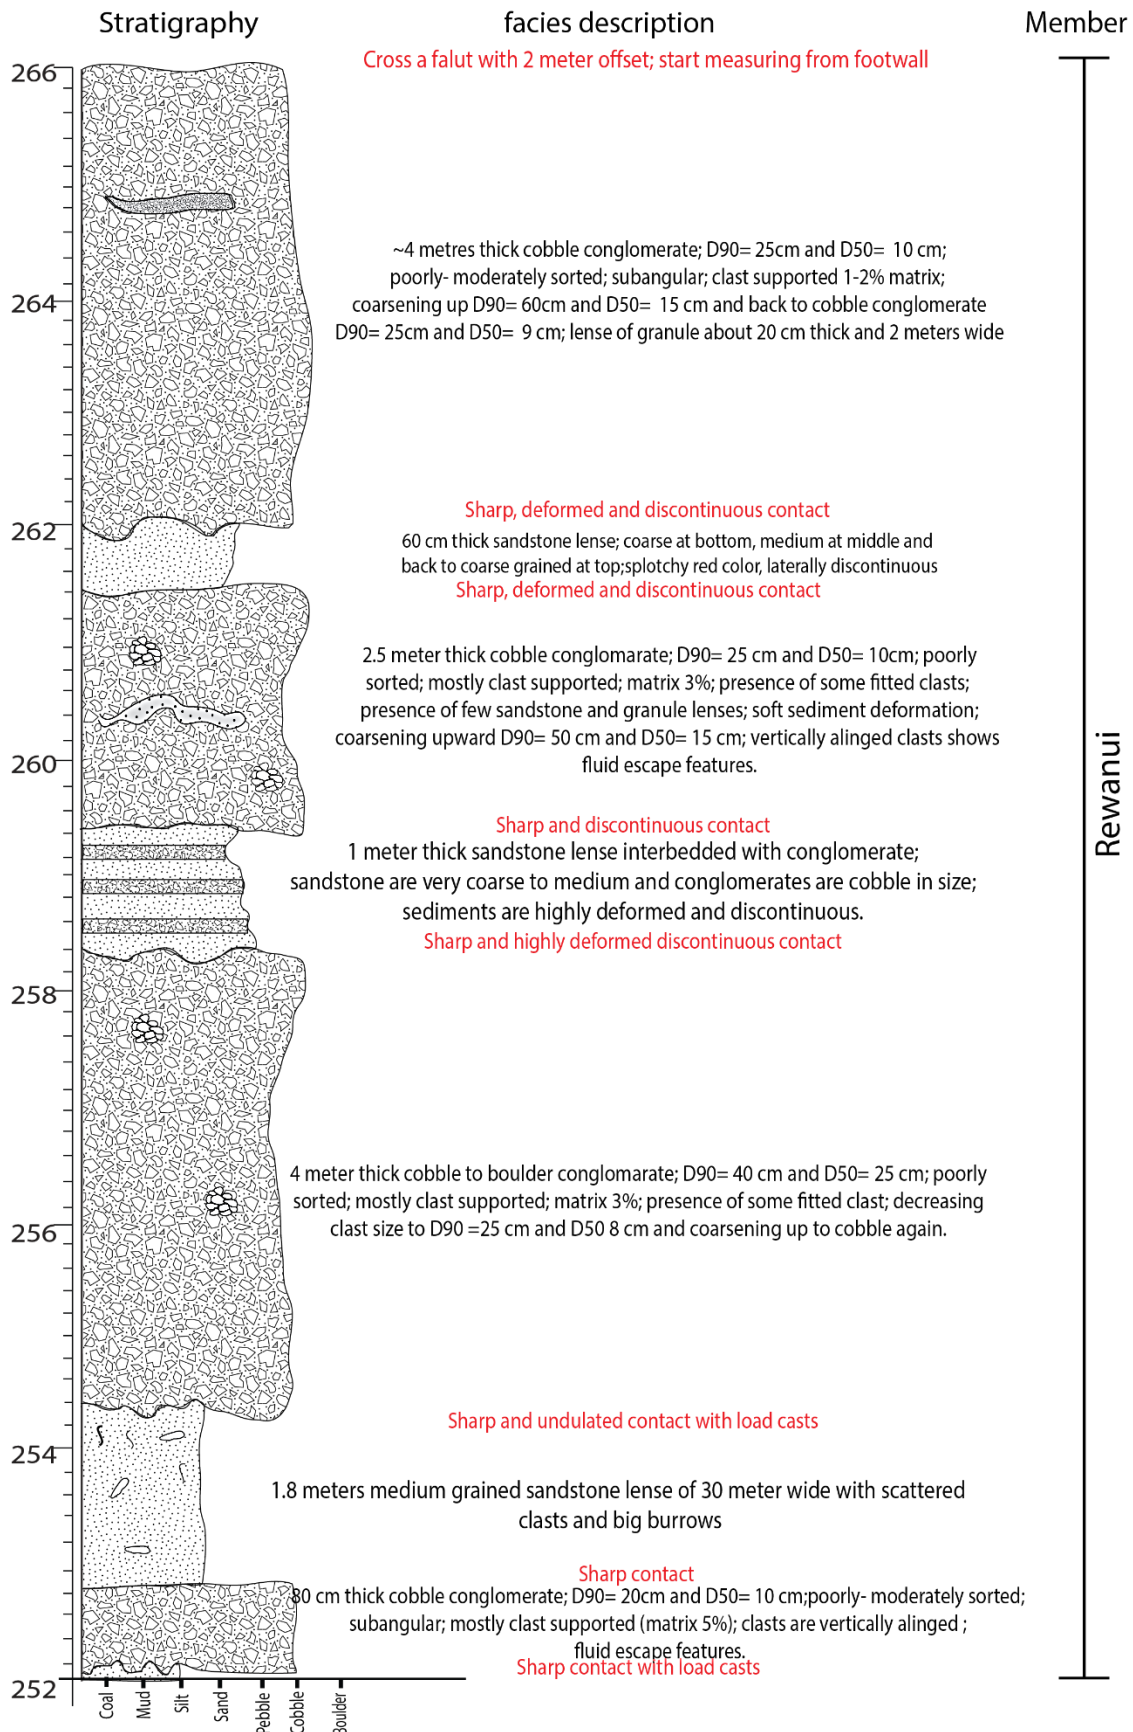 Stratigraphy facies description Member
Cross a falut with 2 meter offset; start measuring from footwall
266
~4 metres thick cobble conglomerate; D90= 25cm and D50= 10 cm;
poorly- moderately sorted; subangular; clast supported 1-2% matrix;
264
coarsening up D90= 60cm and D50= 15 cm and back to cobble conglomerate
D90= 25cm and D50= 9 cm; lense of granule about 20 cm thick and 2 meters wide
Sharp, deformed and discontinuous contact
262
60 cm thick sandstone lense; coarse at bottom, medium at middle and
back to coarse grained at top;splotchy red color, laterally discontinuous
Sharp, deformed and discontinuous contact
2.5 meter thick cobble conglomarate; D90= 25 cm and D50= 10cm; poorly
sorted; mostly clast supported; matrix 3%; presence of some fitted clasts;
presence of few sandstone and granule lenses; soft sediment deformation;
coarsening upward D90= 50 cm and D50= 15 cm; vertically alinged clasts shows
fluid escape features.
260
Rewanui
Sharp and discontinuous contact
1 meter thick sandstone lense interbedded with conglomerate;
sandstone are very coarse to medium and conglomerates are cobble in size;
sediments are highly deformed and discontinuous.
Sharp and highly deformed discontinuous contact
258
4 meter thick cobble to boulder conglomarate; D90= 40 cm and D50= 25 cm; poorly
sorted; mostly clast supported; matrix 3%; presence of some fitted clast; decreasing
clast size to D90 =25 cm and D50 8 cm and coarsening up to cobble again.
256
Sharp and undulated contact with load casts
254
1.8 meters medium grained sandstone lense of 30 meter wide with scattered
clasts and big burrows
Sharp contact
80 cm thick cobble conglomerate; D90= 20cm and D50= 10 cm;poorly- moderately sorted;
subangular; mostly clast supported (matrix 5%); clasts are vertically alinged ;
fluid escape features.
Sharp contact with load casts
252
Coal
Mud
Silt
Sand
Pebble
Cobble
Boulder